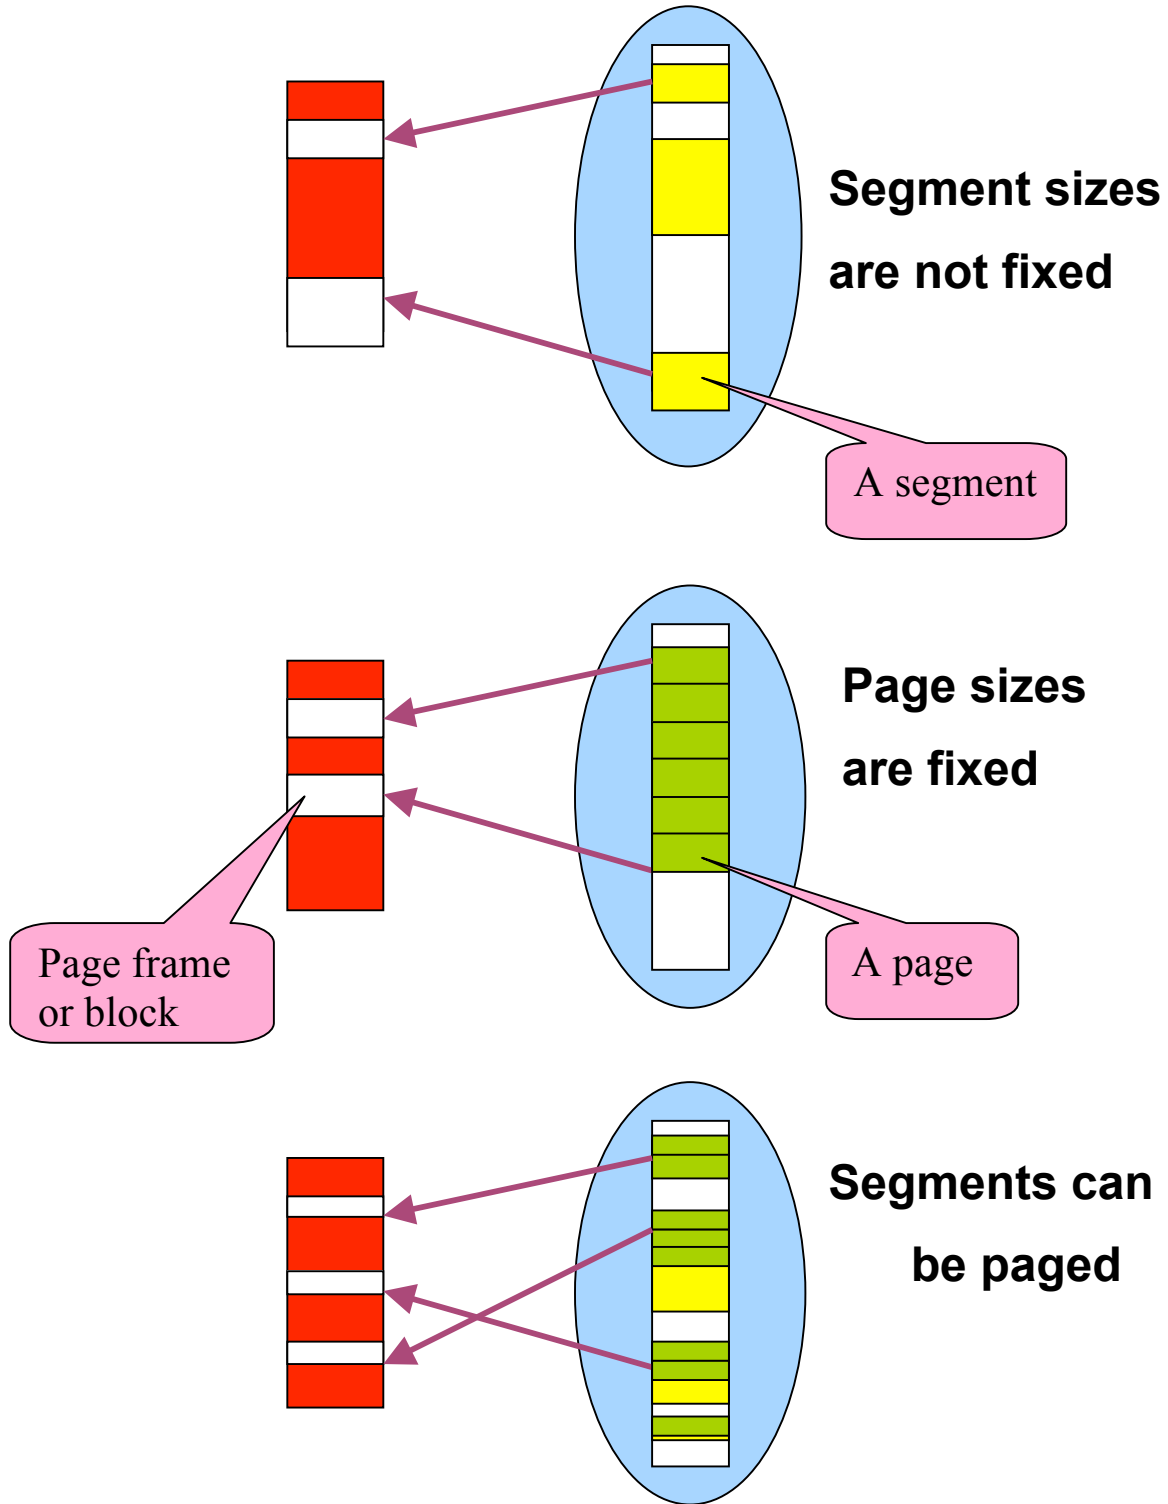 Segment sizes
are not fixed
A segment
Page sizes
are fixed
Page frame
or block
A page
Segments can
be paged